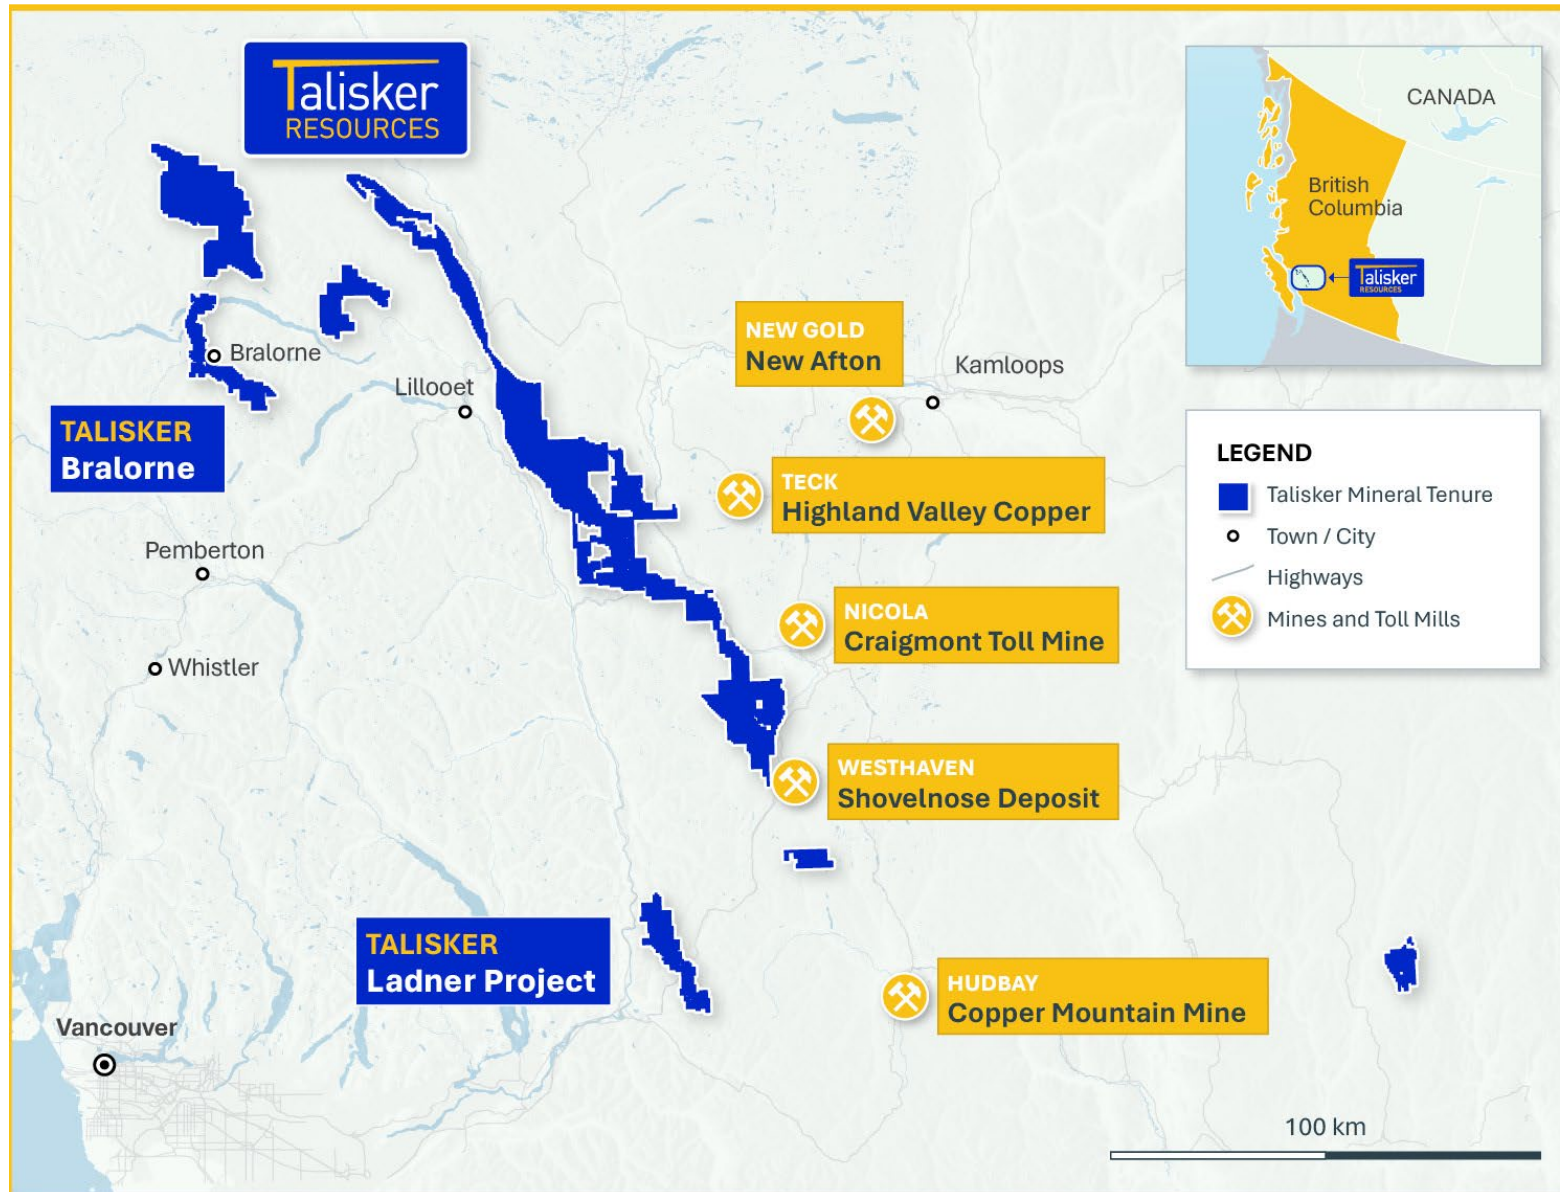 Talisker
RESOURCES
CANADA
British
Columbia
Talisker
RESOURCES
NEW GOLD
New Afton
Kamloops
Bralorne
Lillooet
TALISKER
Bralorne
LEGEND
Talisker Mineral Tenure
Town / City
Highways
Mines and Toll Mills
TECK
Highland Valley Copper
Pemberton
NICOLA
Craigmont Toll Mine
Whistler
WESTHAVEN
Shovelnose Deposit
TALISKER
Ladner Project
HUDBAY
Copper Mountain Mine
Vancouver
100 km